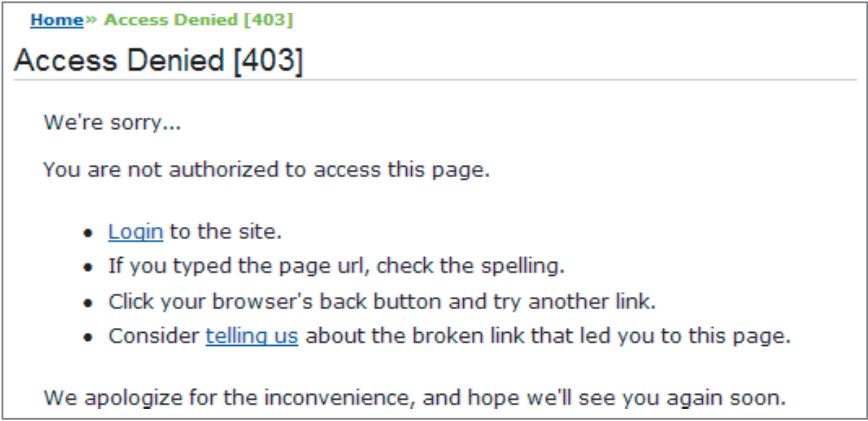 Home» Access Denied [403]
Access Denied [403]
We're sorry...
You are not authorized to access this page.
• Login to the site.
• If you typed the page url, check the spelling.
• Click your browser's back button and try another link.
• Consider telling us about the broken link that led you to this page.
We apologize for the inconvenience, and hope we'll see you again soon.